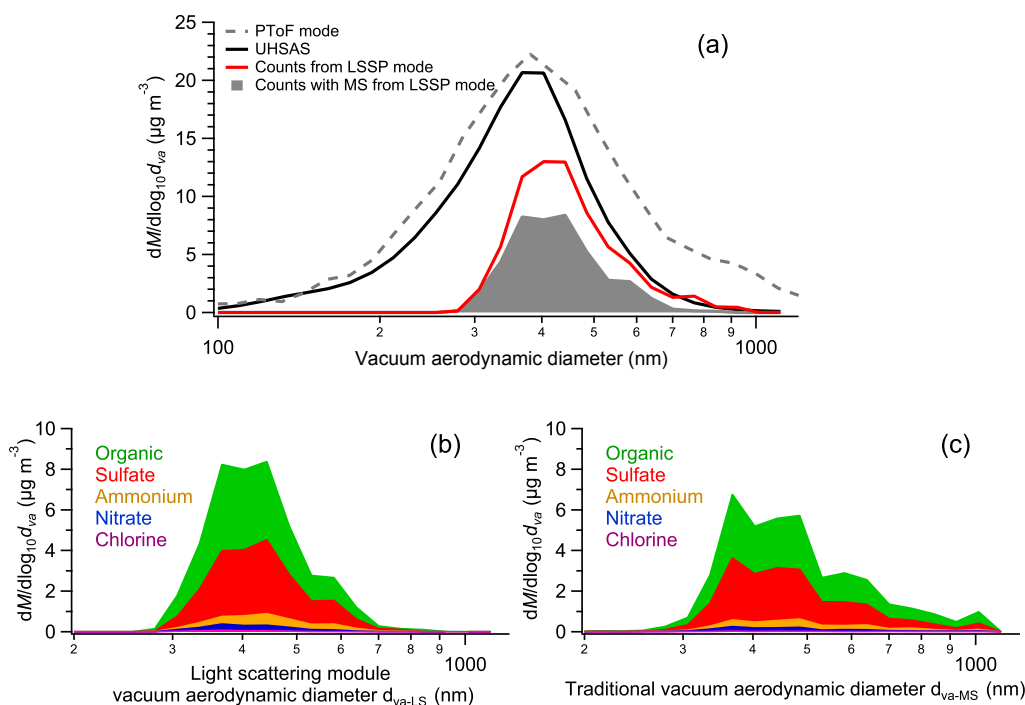 (a)
PToF mode
UHSAS
Counts from LSSP mode
Counts with MS from LSSP mode
dM/dlog10dva (µg m-3)
25
20
15
10
5
0
100 2 3 4 5 6 7 8 9 1000
Vacuum aerodynamic diameter (nm)
(b)
Organic
Sulfate
Ammonium
Nitrate
Chlorine
dM/dlog10dva (µg m-3)
10
8
6
4
2
0
2 3 4 5 6 7 8 9 1000
Light scattering module
vacuum aerodynamic diameter dva-LS (nm)
(c)
Organic
Sulfate
Ammonium
Nitrate
Chlorine
dM/dlog10dva (µg m-3)
10
8
6
4
2
0
2 3 4 5 6 7 8 9 1000
Traditional vacuum aerodynamic diameter dva-MS (nm)